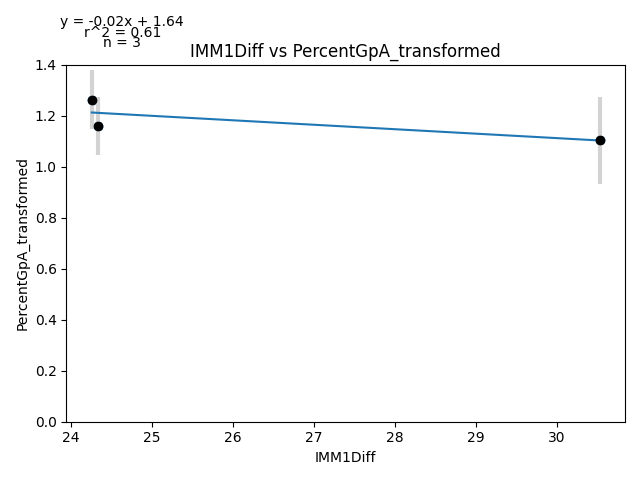 y = -0.02x + 1.64
r^2 = 0.61
n = 3
IMM1Diff vs PercentGpA_transformed
1.4
1.2
1.0
0.8
0.6
0.4
0.2
0.0
PercentGpA_transformed
24 25 26 27 28 29 30
IMM1Diff